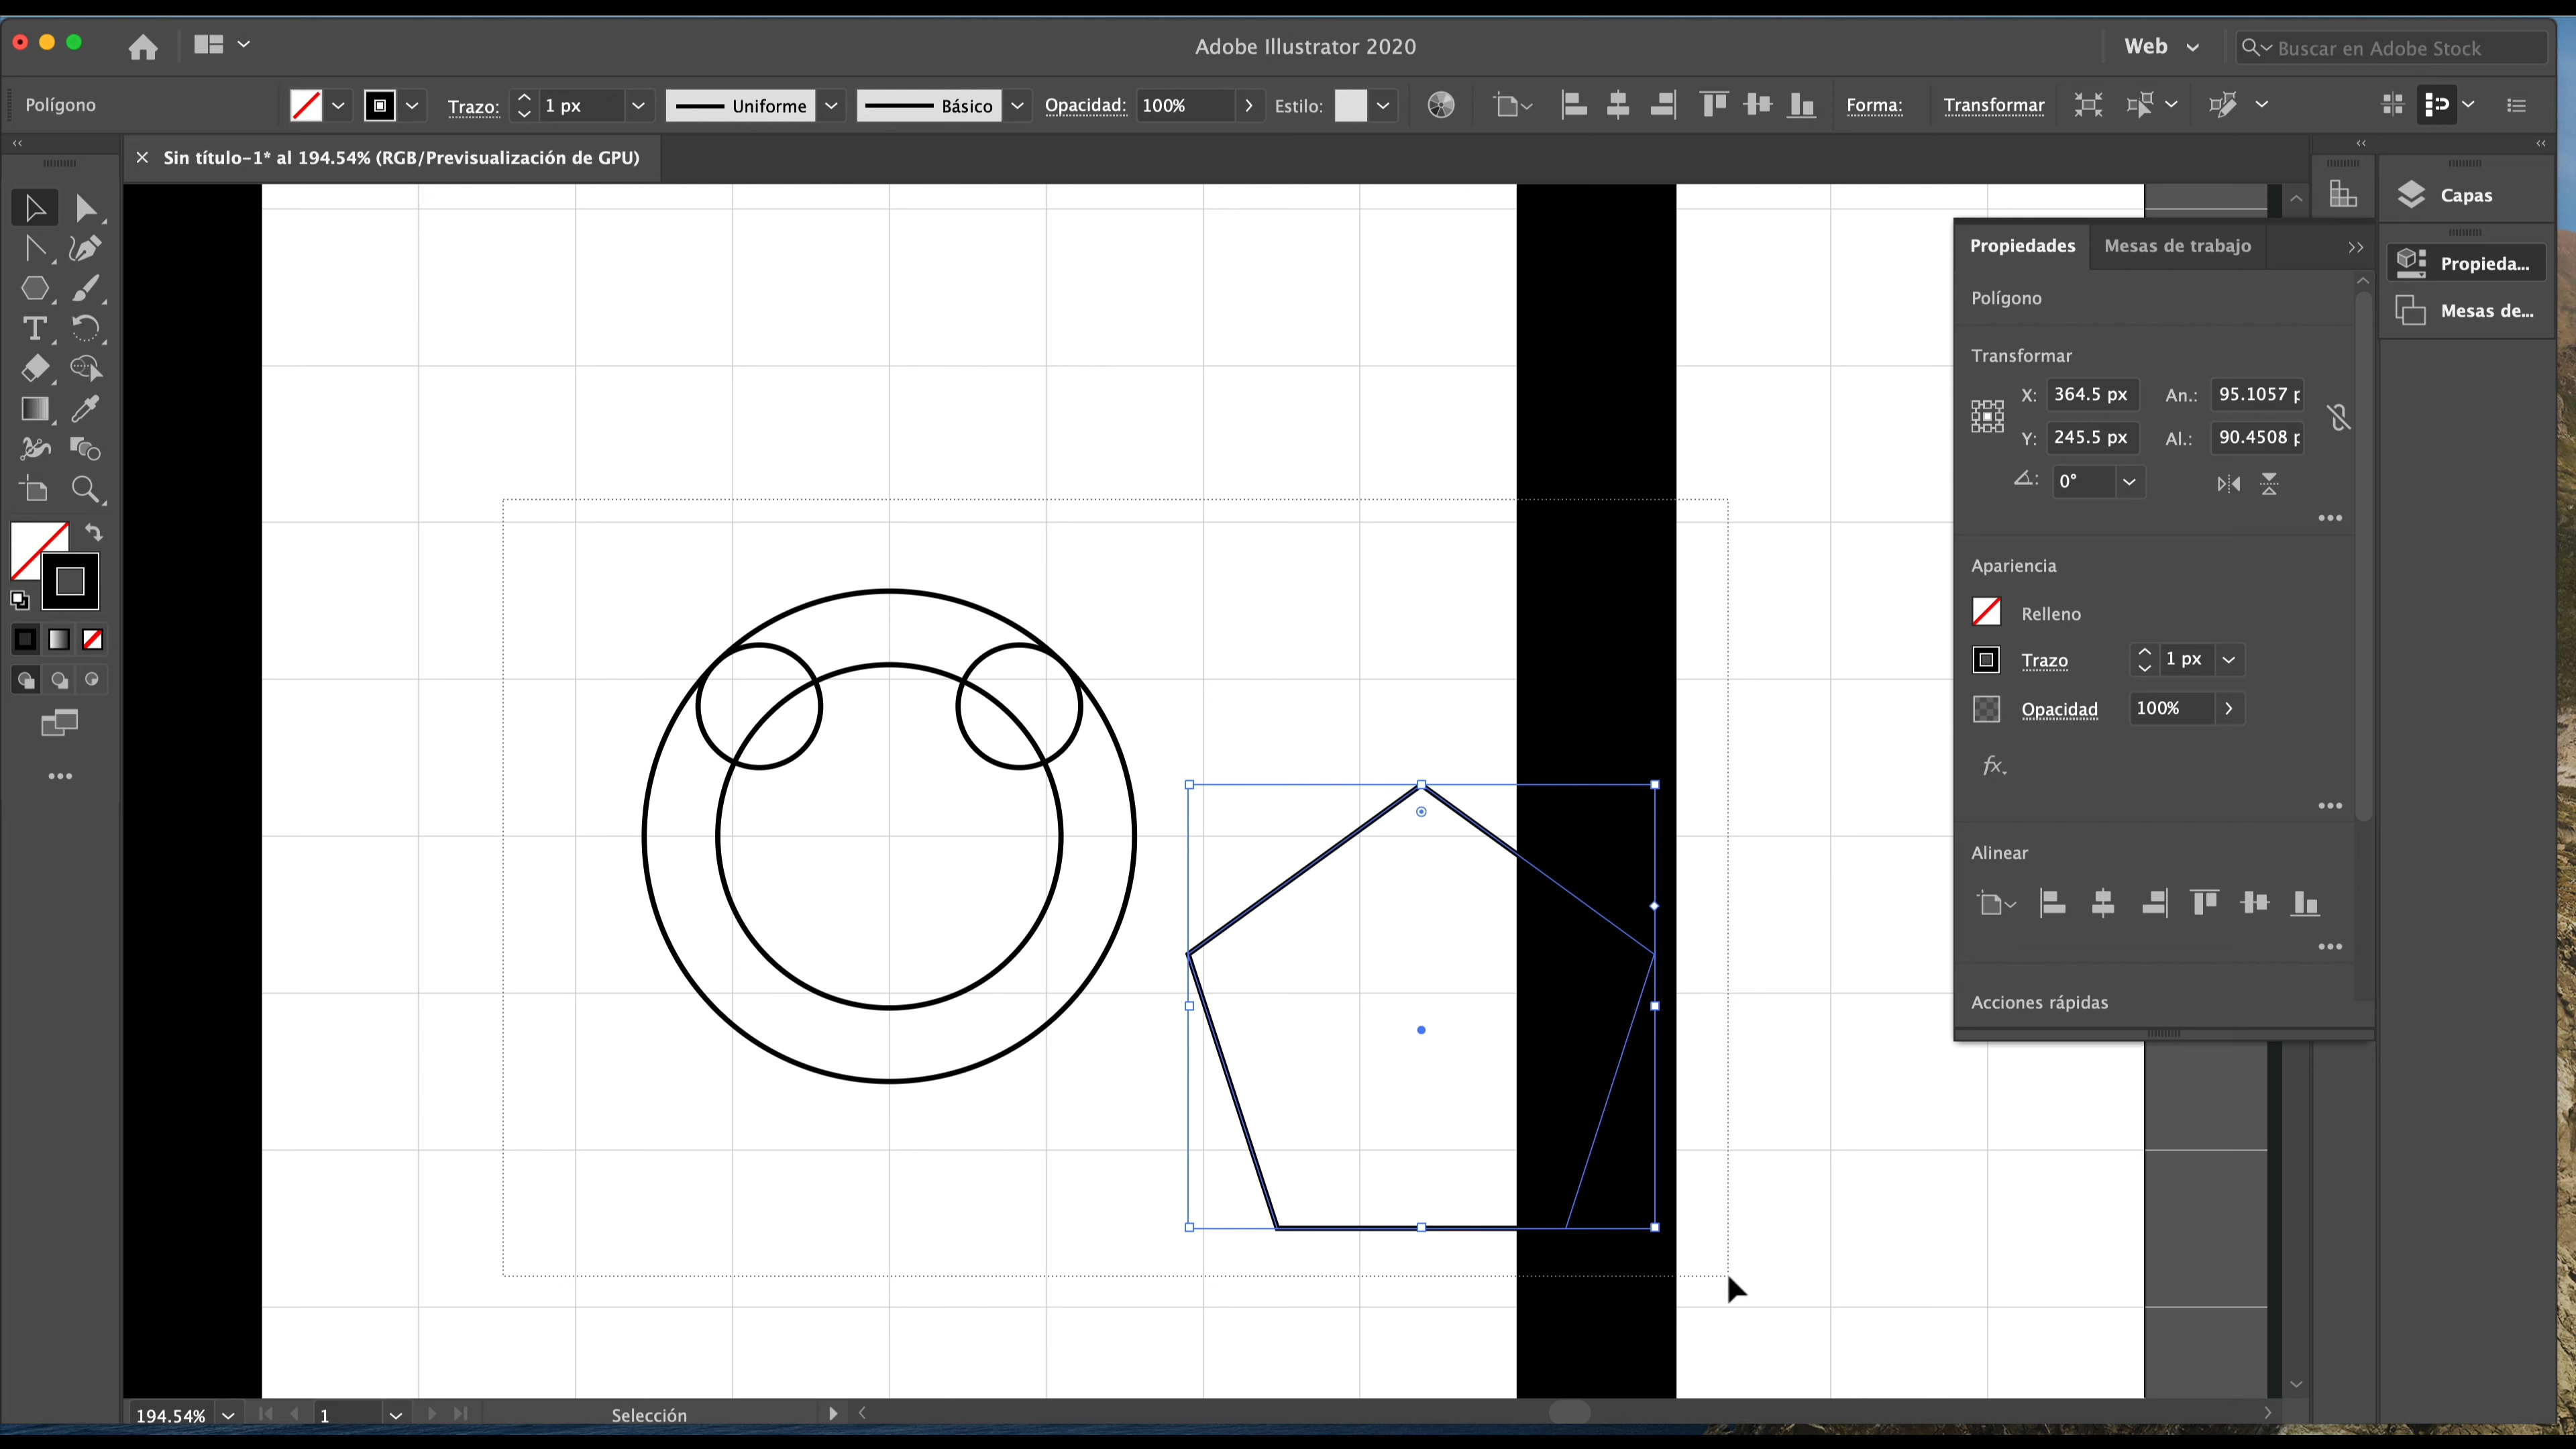 Adobe Illustrator 2020
Web
Buscar en Adobe Stock
Polígono
Trazo:
1 px
Uniforme
Básico
Opacidad:
100%
Estilo:
Forma:
Transformar
Sin título-1* al 194.54% (RGB/Previsualización de GPU)
Capas
Propieda...
Mesas de...
Propiedades
Mesas de trabajo
Polígono
Transformar
X: 364.5 px An.: 95.1057 p
Y: 245.5 px Al.: 90.4508 p
0°
Apariencia
Relleno
Trazo 1 px
Opacidad 100%
fx.
Alinear
Acciones rápidas
194.54%
1
Selección